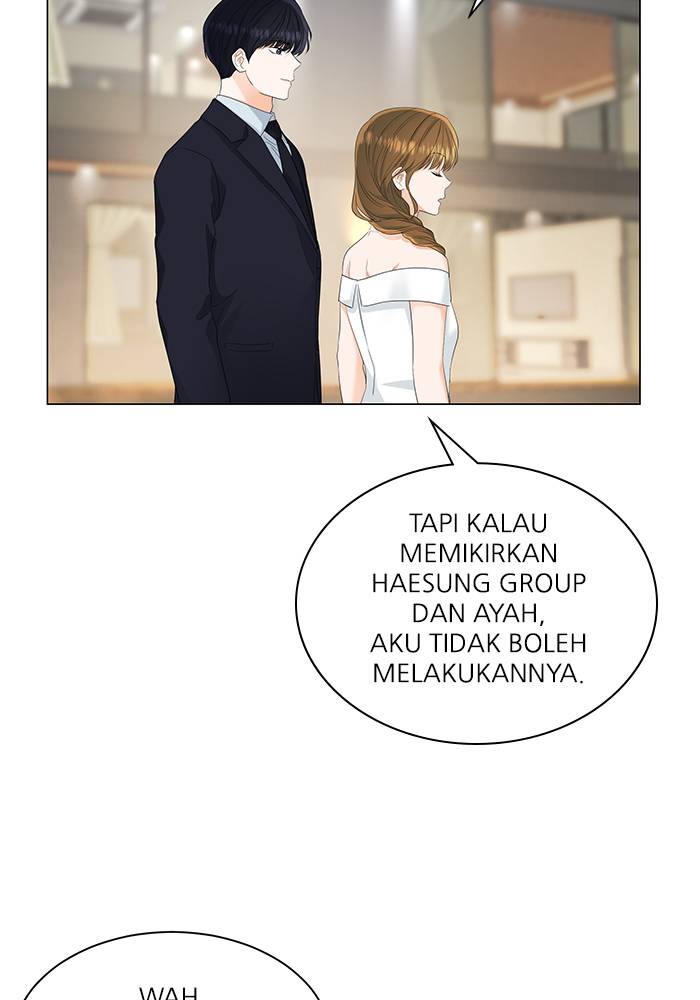 TAPI KALAU
MEMIKIRKAN
HAESUNG GROUP
DAN AYAH,
AKU TIDAK BOLEH
MELAKUKANNYA.
WAH